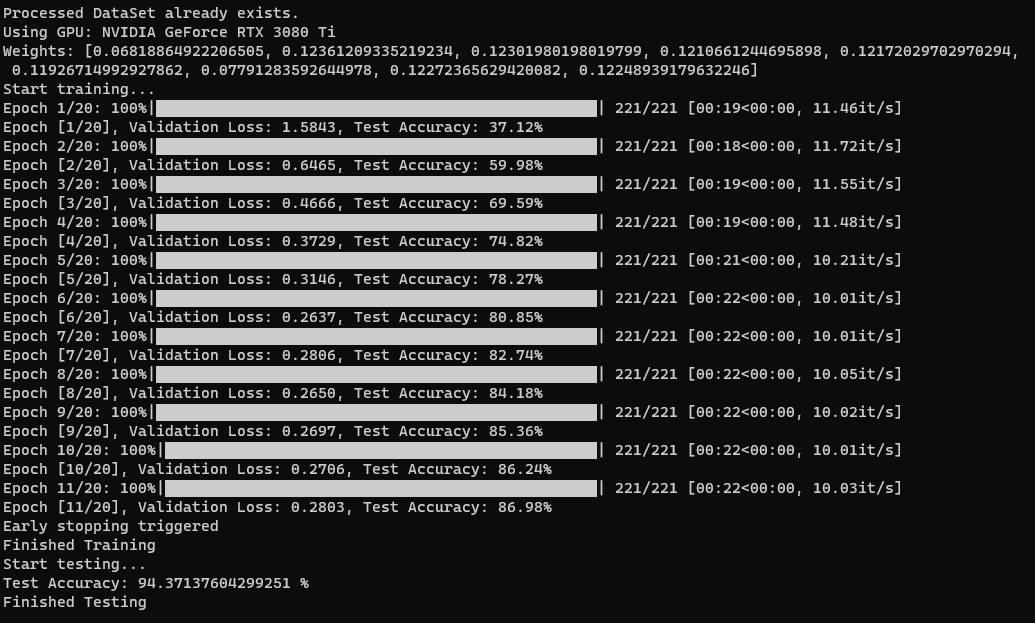 Processed DataSet already exists.
Using GPU: NVIDIA GeForce RTX 3080 Ti
Weights: [0.06818864922206505, 0.12361209335219234, 0.12301980198019799, 0.1210661244695898, 0.12172029702970294,
0.11926714992927862, 0.07791283592644978, 0.12272365629420082, 0.12248939179632246]
Start training...
Epoch 1/20: 100%|██████████| 221/221 [00:19<00:00, 11.46it/s]
Epoch [1/20], Validation Loss: 1.5843, Test Accuracy: 37.12%
Epoch 2/20: 100%|██████████| 221/221 [00:18<00:00, 11.72it/s]
Epoch [2/20], Validation Loss: 0.6465, Test Accuracy: 59.98%
Epoch 3/20: 100%|██████████| 221/221 [00:19<00:00, 11.55it/s]
Epoch [3/20], Validation Loss: 0.4666, Test Accuracy: 69.59%
Epoch 4/20: 100%|██████████| 221/221 [00:19<00:00, 11.48it/s]
Epoch [4/20], Validation Loss: 0.3729, Test Accuracy: 74.82%
Epoch 5/20: 100%|██████████| 221/221 [00:21<00:00, 10.21it/s]
Epoch [5/20], Validation Loss: 0.3146, Test Accuracy: 78.27%
Epoch 6/20: 100%|██████████| 221/221 [00:22<00:00, 10.01it/s]
Epoch [6/20], Validation Loss: 0.2637, Test Accuracy: 80.85%
Epoch 7/20: 100%|██████████| 221/221 [00:22<00:00, 10.01it/s]
Epoch [7/20], Validation Loss: 0.2806, Test Accuracy: 82.74%
Epoch 8/20: 100%|██████████| 221/221 [00:22<00:00, 10.05it/s]
Epoch [8/20], Validation Loss: 0.2650, Test Accuracy: 84.18%
Epoch 9/20: 100%|██████████| 221/221 [00:22<00:00, 10.02it/s]
Epoch [9/20], Validation Loss: 0.2697, Test Accuracy: 85.36%
Epoch 10/20: 100%|██████████| 221/221 [00:22<00:00, 10.01it/s]
Epoch [10/20], Validation Loss: 0.2706, Test Accuracy: 86.24%
Epoch 11/20: 100%|██████████| 221/221 [00:22<00:00, 10.03it/s]
Epoch [11/20], Validation Loss: 0.2803, Test Accuracy: 86.98%
Early stopping triggered
Finished Training
Start testing...
Test Accuracy: 94.37137604299251 %
Finished Testing